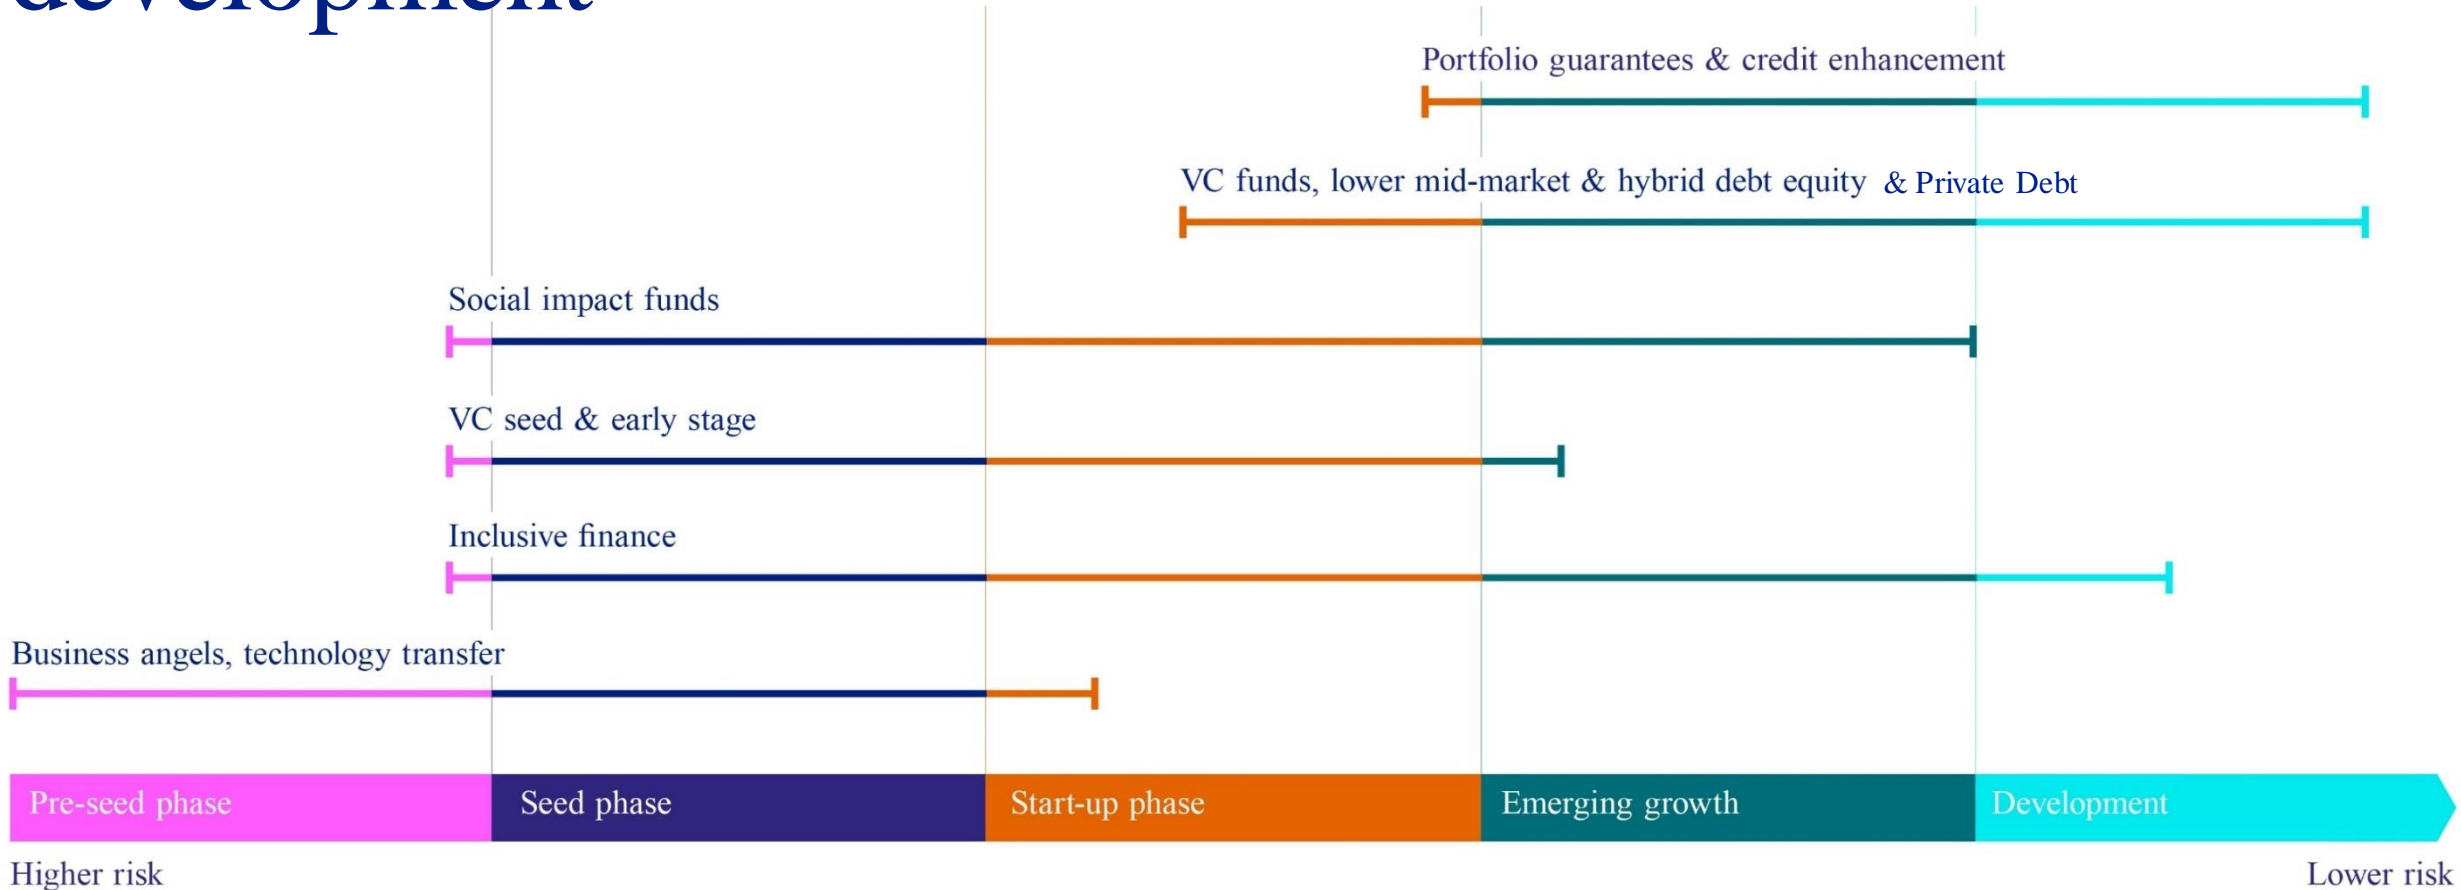 development
Portfolio guarantees & credit enhancement
VC funds, lower mid-market & hybrid debt equity & Private Debt
Social impact funds
VC seed & early stage
Inclusive finance
Business angels, technology transfer
Pre-seed phase
Seed phase
Start-up phase
Emerging growth
Development
Higher risk
Lower risk